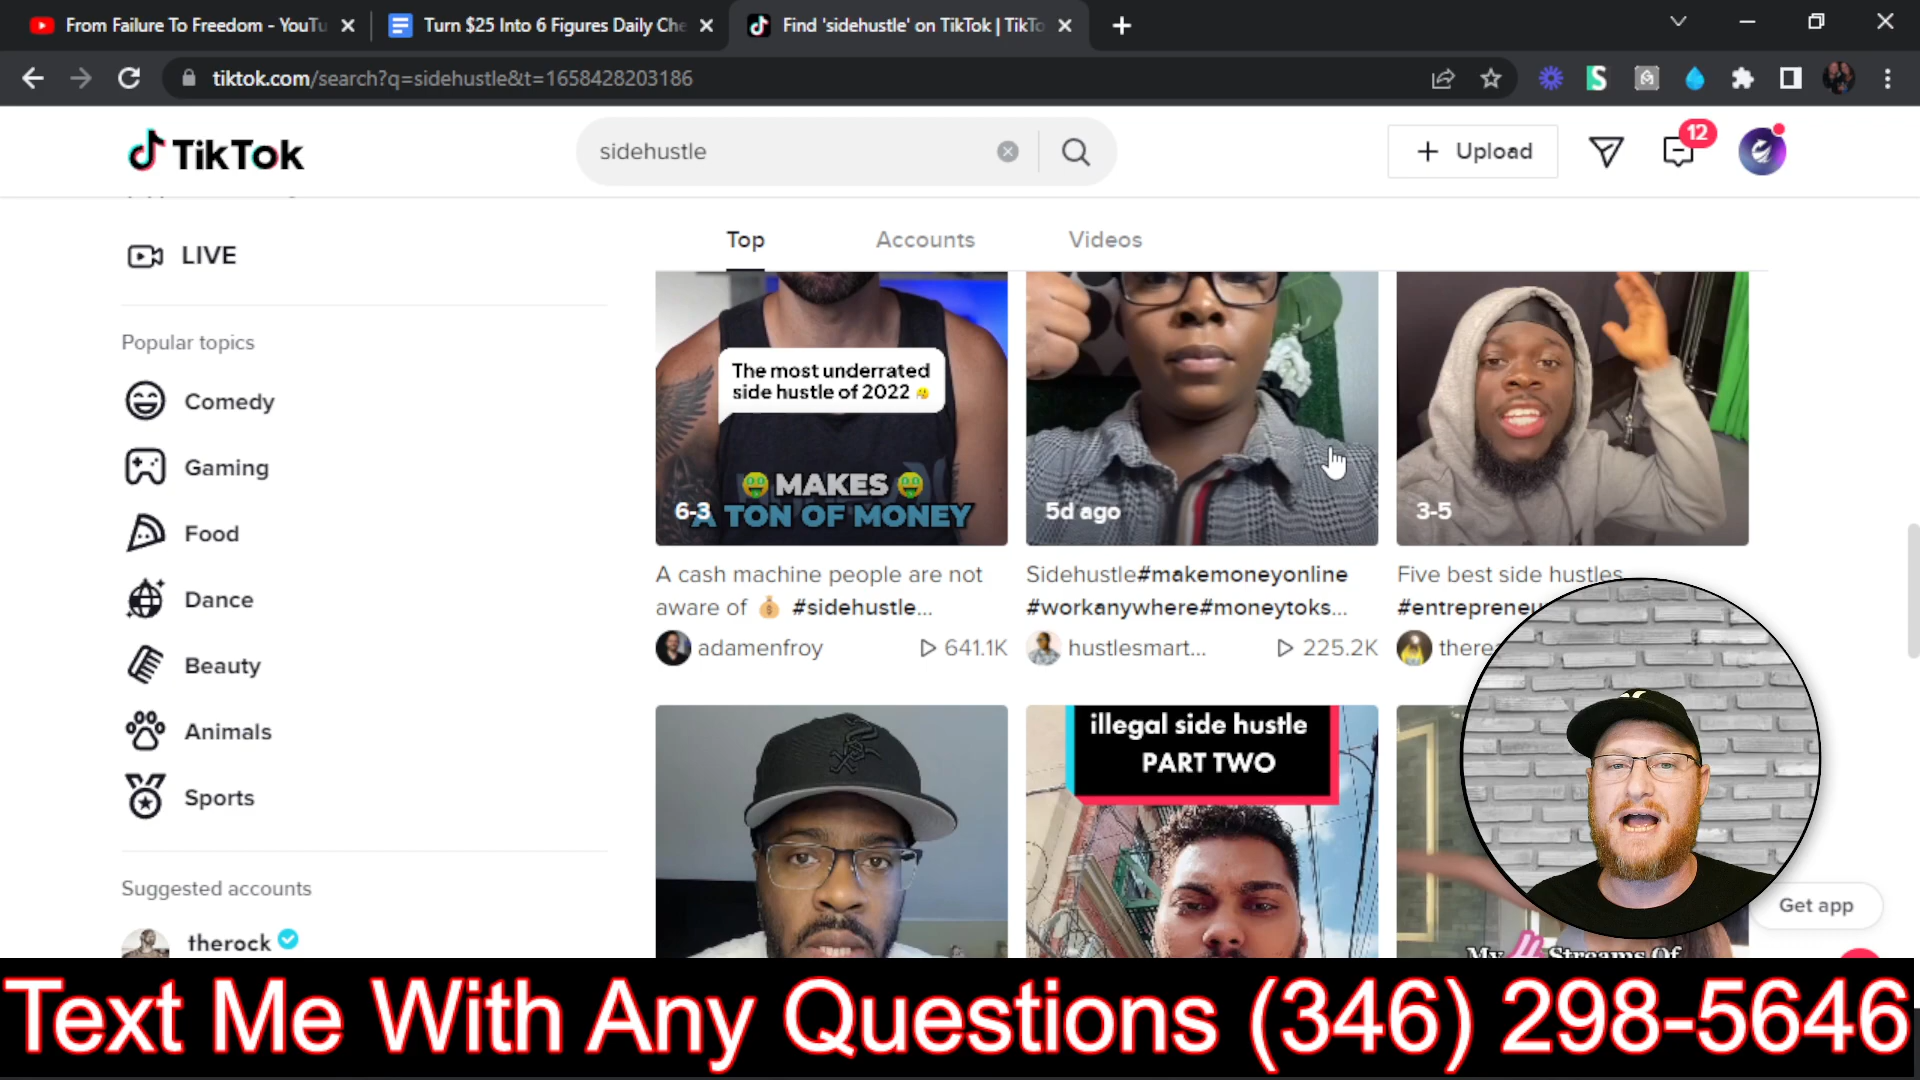 From Failure To Freedom - YouTu
Turn $25 Into 6 Figures Daily Che
Find 'sidehustle' on TikTok | TikTo
tiktok.com/search?q=sidehustle&t=1658428203186
TikTok
sidehustle
Upload
12
LIVE
Top
Accounts
Videos
Popular topics
Comedy
Gaming
Food
Dance
Beauty
Animals
Sports
Suggested accounts
therock
The most underrated
side hustle of 2022
MAKES
A TON OF MONEY
6-3
5d ago
3-5
A cash machine people are not
aware of 💰 #sidehustle...
adamenfroy
641.1K
Sidehustle#makemoneyonline
#workanywhere#moneytoks...
hustlesmart...
225.2K
Five best side hustles
#entrepreneu
therea
illegal side hustle
PART TWO
My Streams Of
Get app
Text Me With Any Questions (346) 298-5646